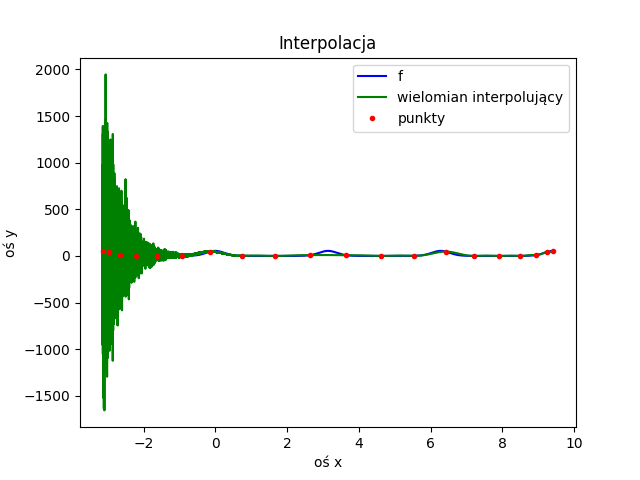 Interpolacja
f
wielomian interpolujący
punkty
oś y
2000
1500
1000
500
0
−500
−1000
−1500
−2
0
2
4
6
8
10
oś x